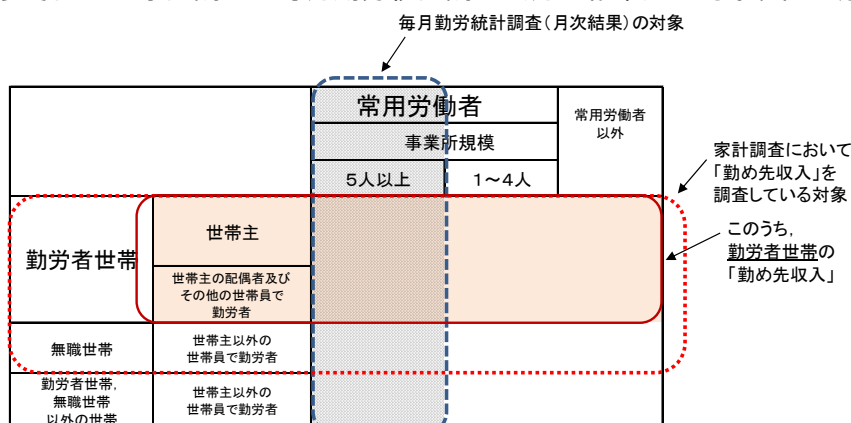 毎月勤労統計調査（月次結果）の対象
常用労働者
常用労働者
以外
事業所規模
5人以上
1～4人
家計調査において
「勤め先収入」を
調査している対象
このうち，
勤労者世帯の
「勤め先収入」
勤労者世帯
世帯主
世帯主の配偶者及び
その他の世帯員で
勤労者
無職世帯
世帯主以外の
世帯員で勤労者
勤労者世帯，
無職世帯
以外の世帯
世帯主以外の
世帯員で勤労者